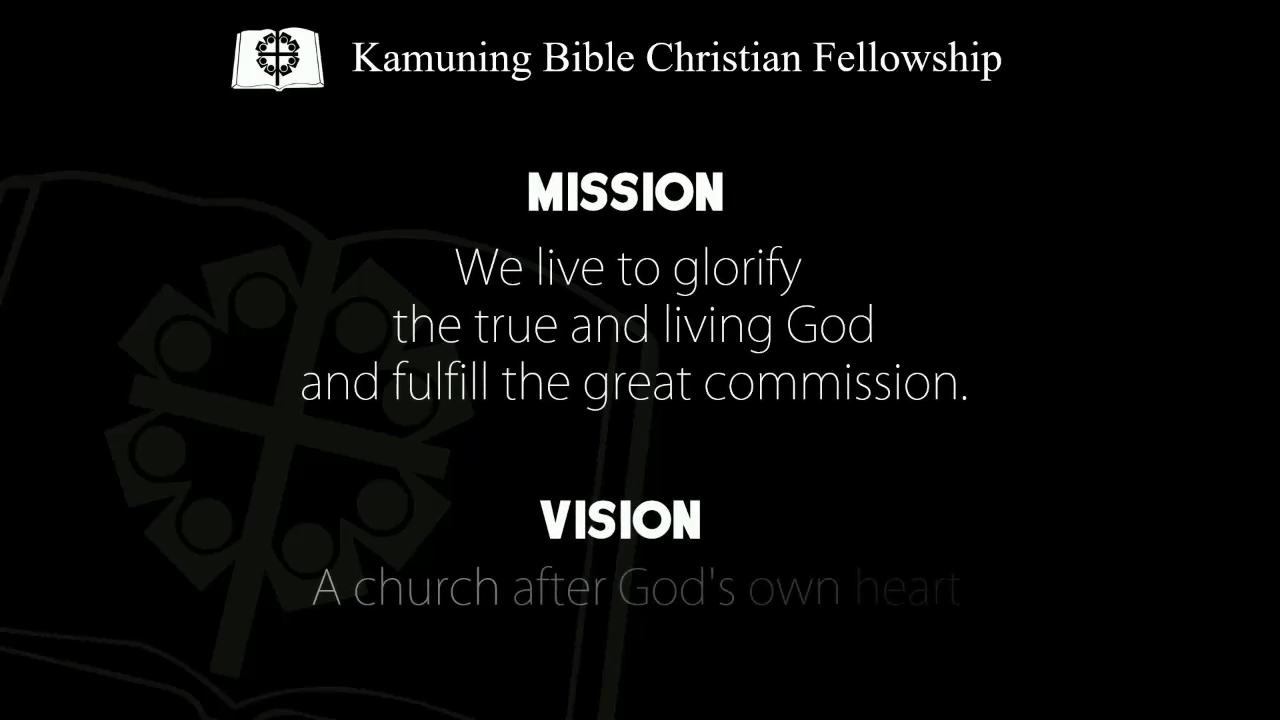 Kamuning Bible Christian Fellowship
MISSION
We live to glorify
the true and living God
and fulfill the great commission.
VISION
A church after God's own heart